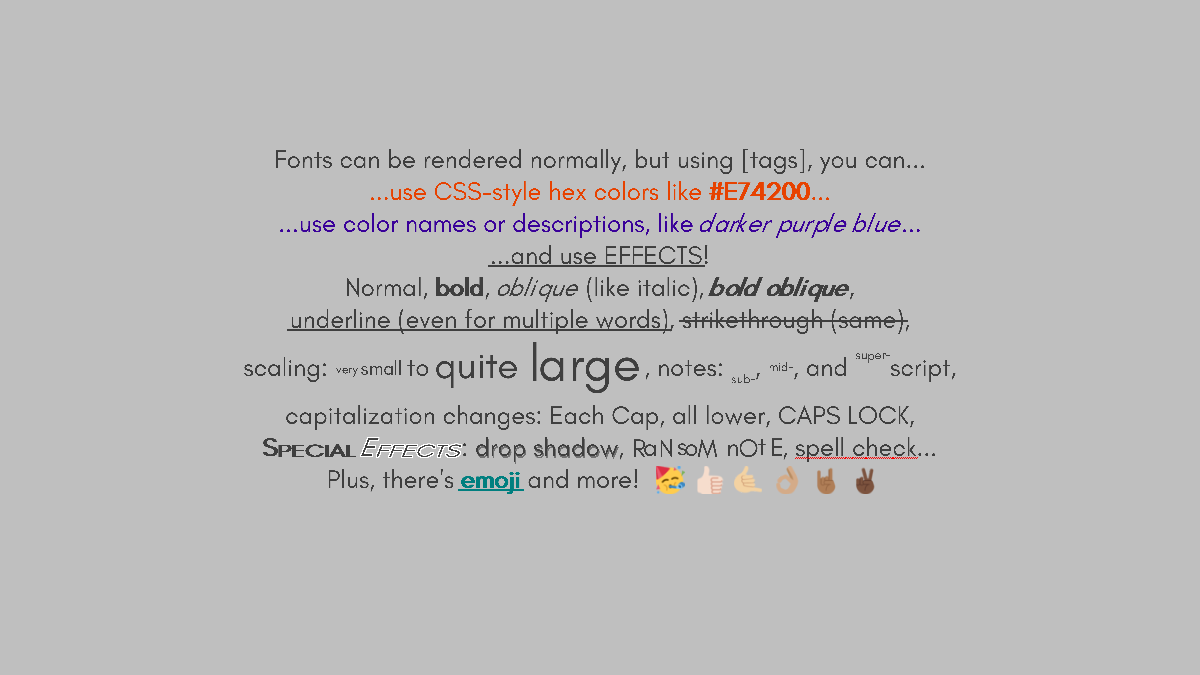 Fonts can be rendered normally, but using [tags], you can...
...use CSS-style hex colors like #E74200...
...use color names or descriptions, like darker purple blue...
...and use EFFECTS!
Normal, bold, oblique (like italic), bold oblique,
underline (even for multiple words), strikethrough (same),
scaling: very small to quite large, notes: sub-, mid-, and super-script,
capitalization changes: Each Cap, all lower, CAPS LOCK,
SPECIAL EFFECTS: drop shadow, RaNsoM nOtE, spell check...
Plus, there's emoji and more! 🥳 👍🏻 🤙🏼 👌🏽 🤘🏾 ✌🏿